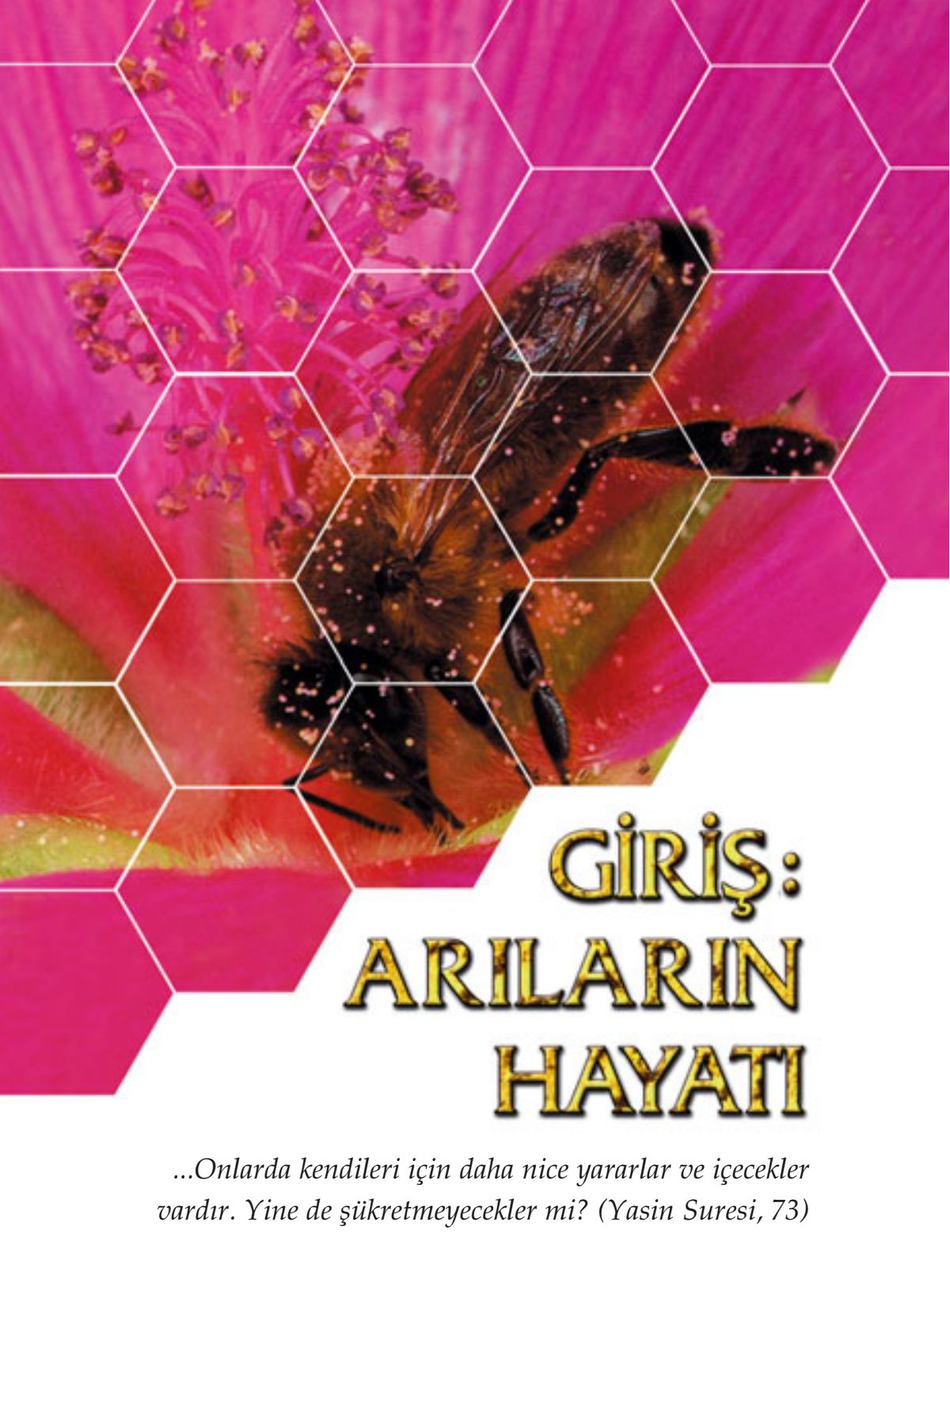 GİRİŞ:
ARILARIN
HAYATI
...Onlarda kendileri için daha nice yararlar ve içecekler
vardır. Yine de şükretmeyecekler mi? (Yasin Suresi, 73)